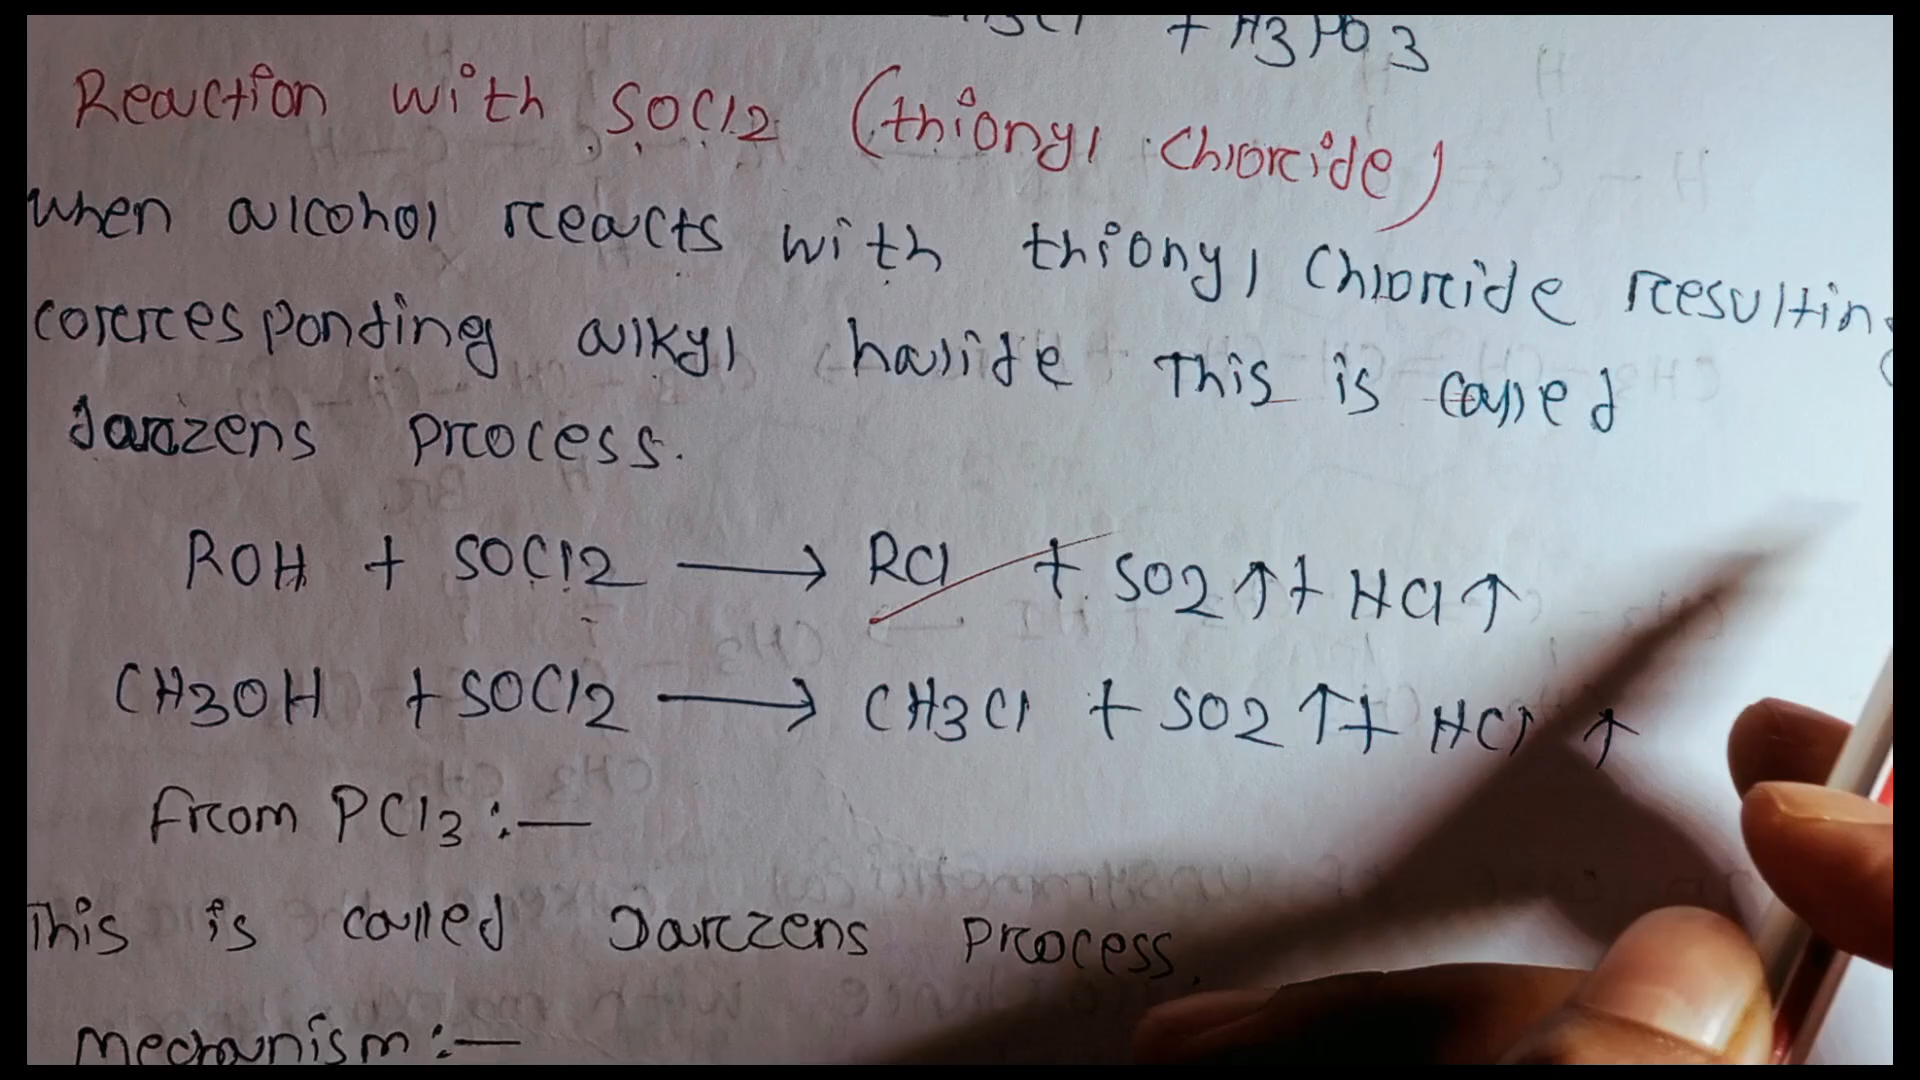 + H3PO3
Reaction with SOCl2 (thionyl chloride)
When alcohol reacts with thionyl chloride resulting
corresponding alkyl halide This is called
darzens process.
ROH + SOCl2 ⟶ RCl + SO2 ↑ + HCl ↑
CH3OH + SOCl2 ⟶ CH3Cl + SO2 ↑ + HCl ↑
From PCl3 :—
This is called Darzens process.
Mechanism :—